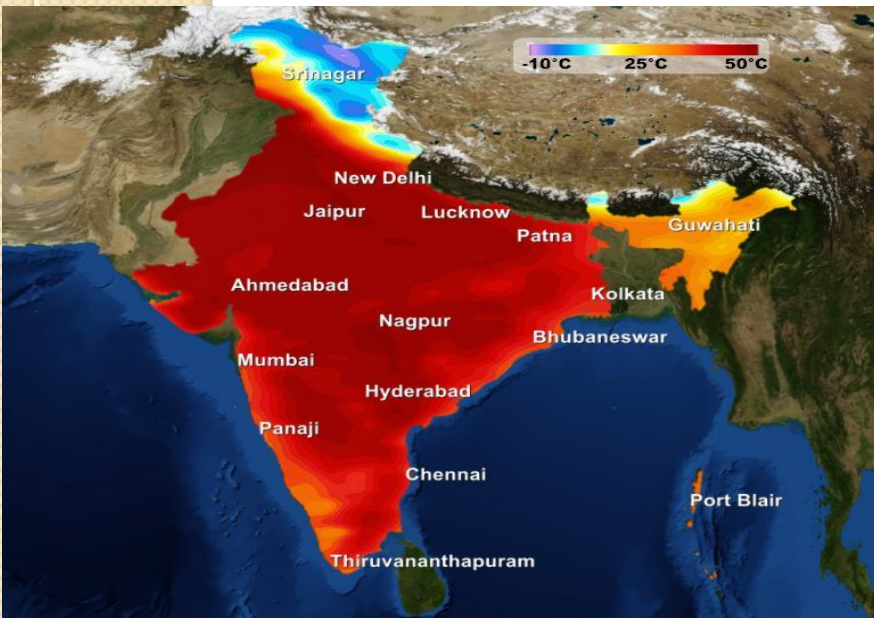 Srinagar
-10°C 25°C 50°C
New Delhi
Jaipur Lucknow
Patna
Guwahati
Ahmedabad
Kolkata
Nagpur
Bhubaneswar
Mumbai
Hyderabad
Panaji
Chennai
Port Blair
Thiruvananthapuram